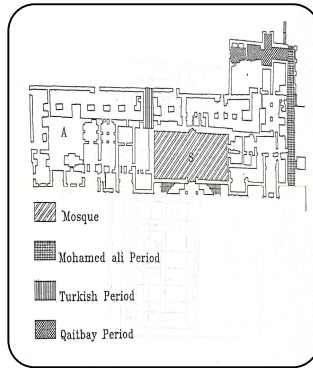 A
S
Mosque
Mohamed ali Period
Turkish Period
Qaitbay Period